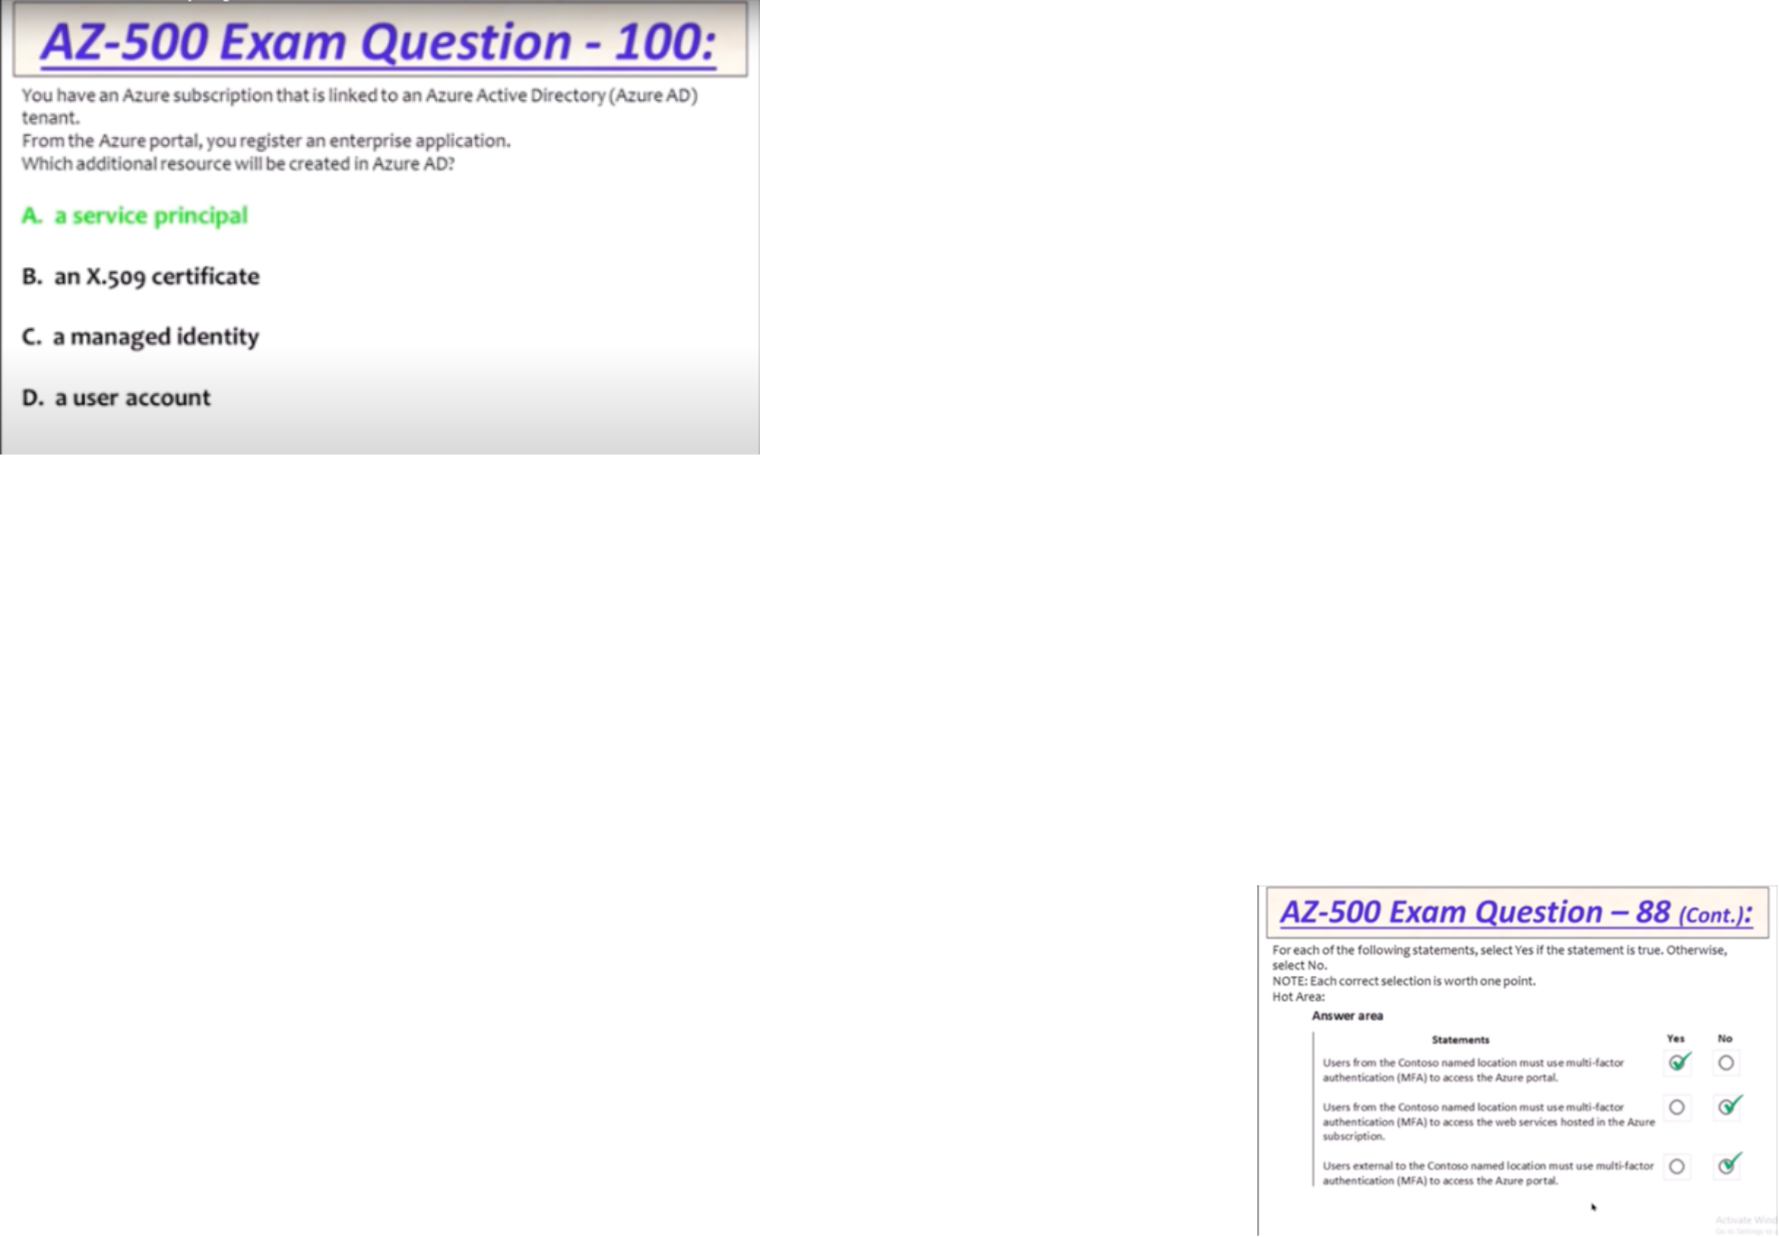 AZ-500 Exam Question - 100:
You have an Azure subscription that is linked to an Azure Active Directory (Azure AD)
tenant.
From the Azure portal, you register an enterprise application.
Which additional resource will be created in Azure AD?
A. a service principal
B. an X.509 certificate
C. a managed identity
D. a user account
AZ-500 Exam Question – 88 (Cont.):
For each of the following statements, select Yes if the statement is true. Otherwise,
select No.
NOTE: Each correct selection is worth one point.
Hot Area:
Answer area
Statements Yes No
Users from the Contoso named location must use multi-factor
authentication (MFA) to access the Azure portal.
Users from the Contoso named location must use multi-factor
authentication (MFA) to access the web services hosted in the Azure
subscription.
Users external to the Contoso named location must use multi-factor
authentication (MFA) to access the Azure portal.
Activate Wind